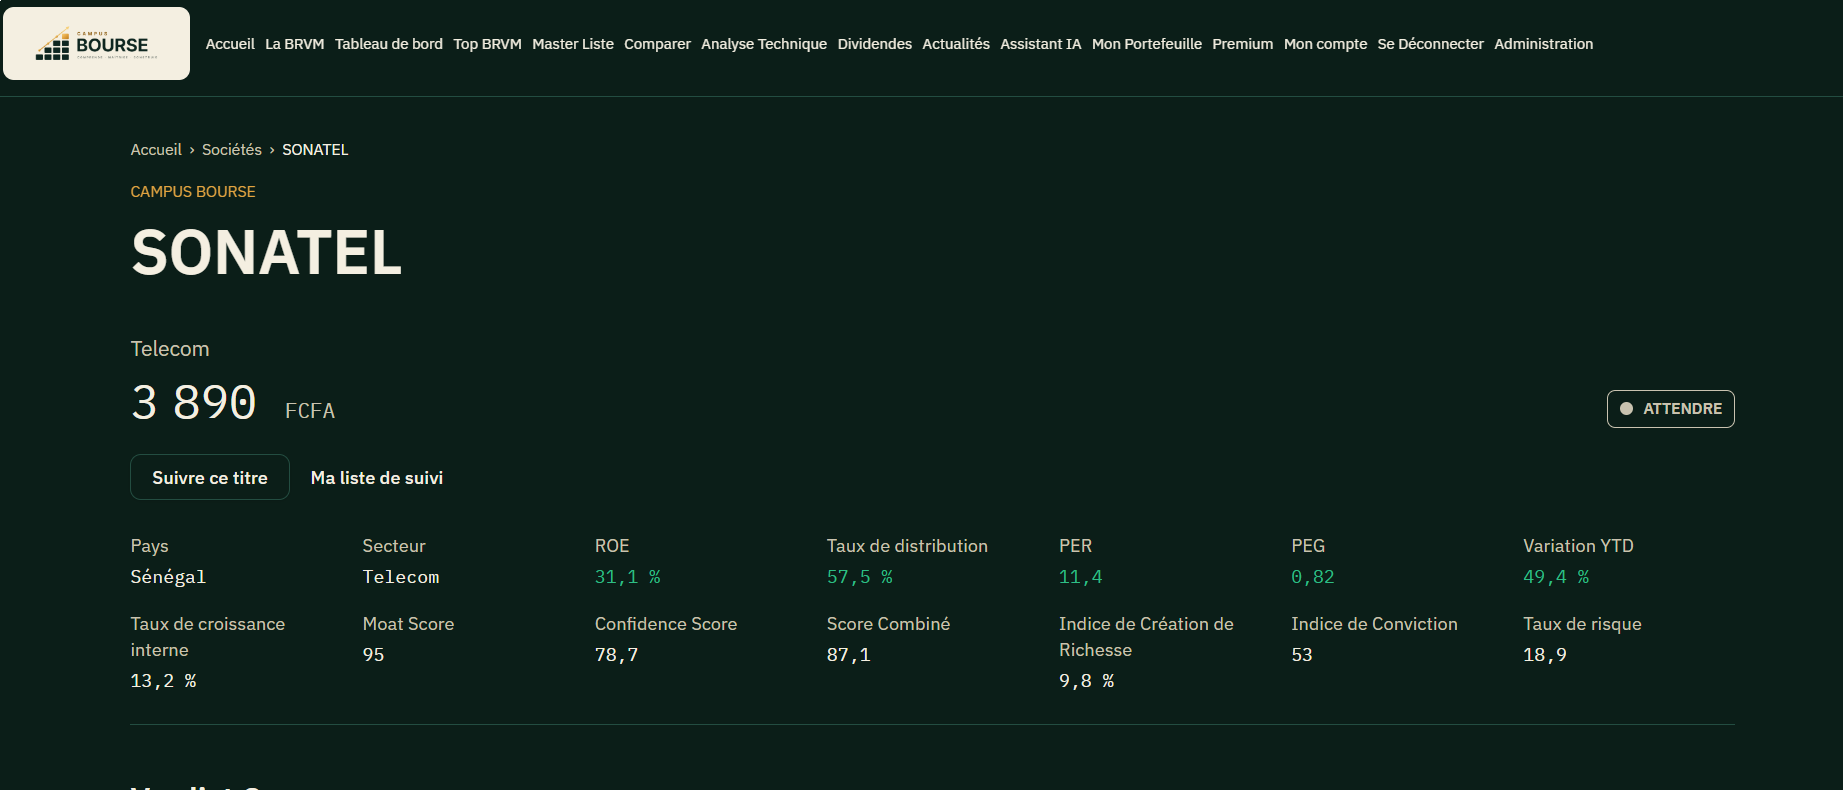 CAMPUS
BOURSE
Accueil La BRVM Tableau de bord Top BRVM Master Liste Comparer Analyse Technique Dividendes Actualités Assistant IA Mon Portefeuille Premium Mon compte Se Déconnecter Administration
Accueil › Sociétés › SONATEL
CAMPUS BOURSE
SONATEL
Telecom
3 890 FCFA
ATTENDRE
Suivre ce titre Ma liste de suivi
Pays Secteur ROE Taux de distribution PER PEG Variation YTD
Sénégal Telecom 31,1 % 57,5 % 11,4 0,82 49,4 %
Taux de croissance interne Moat Score Confidence Score Score Combiné Indice de Création de Richesse Indice de Conviction Taux de risque
13,2 % 95 78,7 87,1 9,8 % 53 18,9